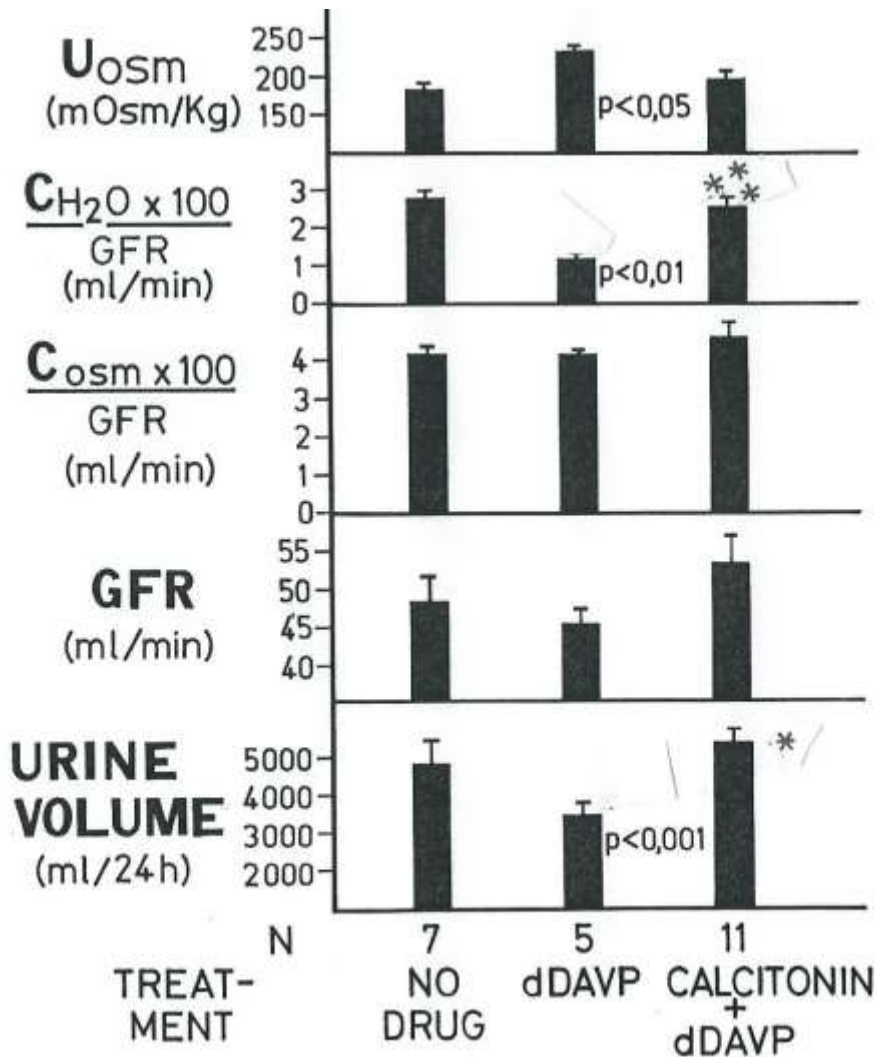 Uosm
(mOsm/Kg)
250
200
150
p<0,05
CH2O x 100
GFR
(ml/min)
3
2
1
0
p<0,01
* * *
Cosm x 100
GFR
(ml/min)
4
3
2
1
0
GFR
(ml/min)
55
50
45
40
URINE
VOLUME
(ml/24h)
5000
4000
3000
2000
p<0,001
*
N 7 5 11
TREAT-
MENT
NO
DRUG
dDAVP
CALCITONIN
+
dDAVP